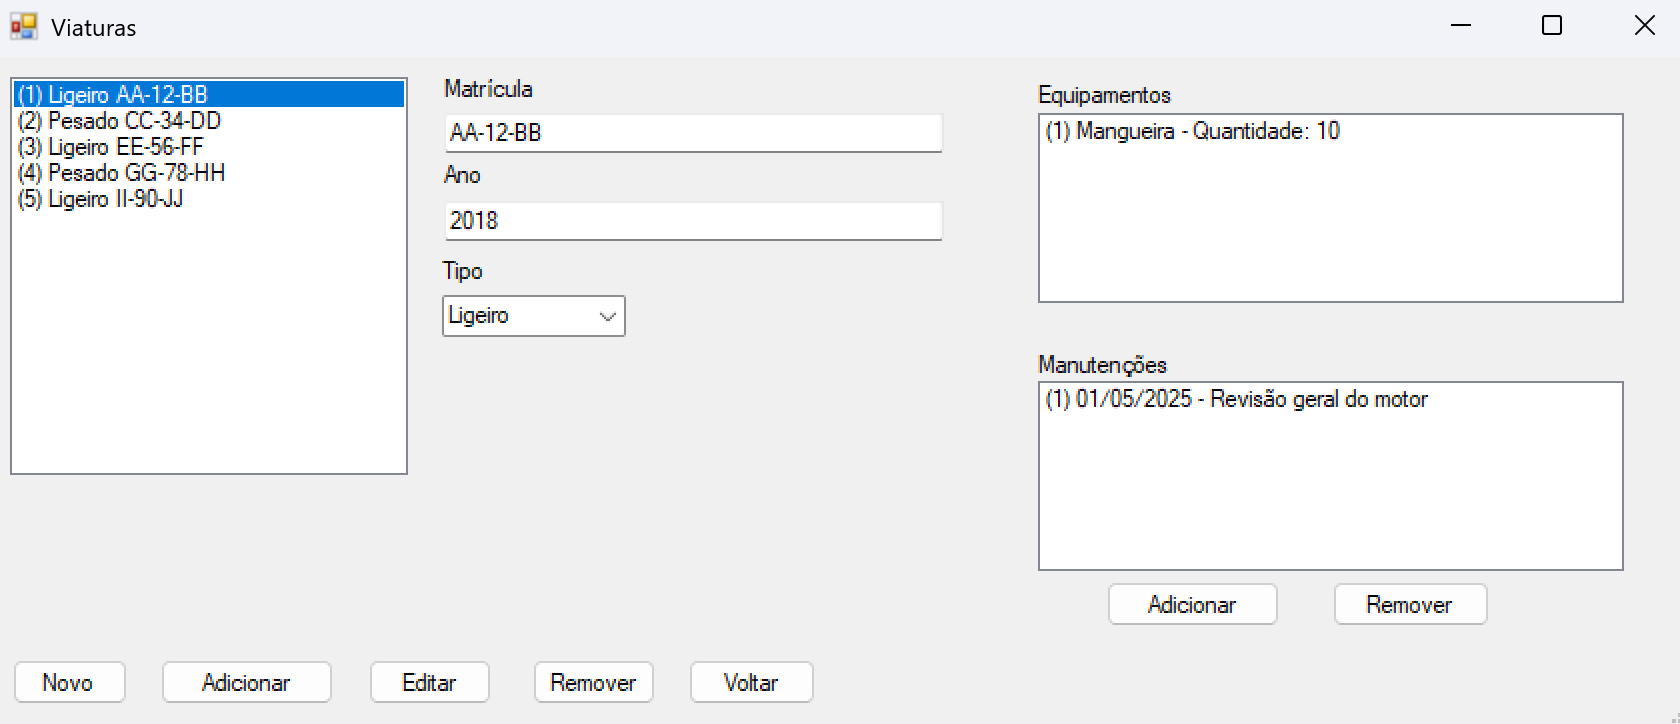 Viaturas
(1) Ligeiro AA-12-BB
(2) Pesado CC-34-DD
(3) Ligeiro EE-56-FF
(4) Pesado GG-78-HH
(5) Ligeiro II-90-JJ
Matrícula
AA-12-BB
Ano
2018
Tipo
Ligeiro
Equipamentos
(1) Mangueira - Quantidade: 10
Manutenções
(1) 01/05/2025 - Revisão geral do motor
Adicionar
Remover
Novo
Adicionar
Editar
Remover
Voltar